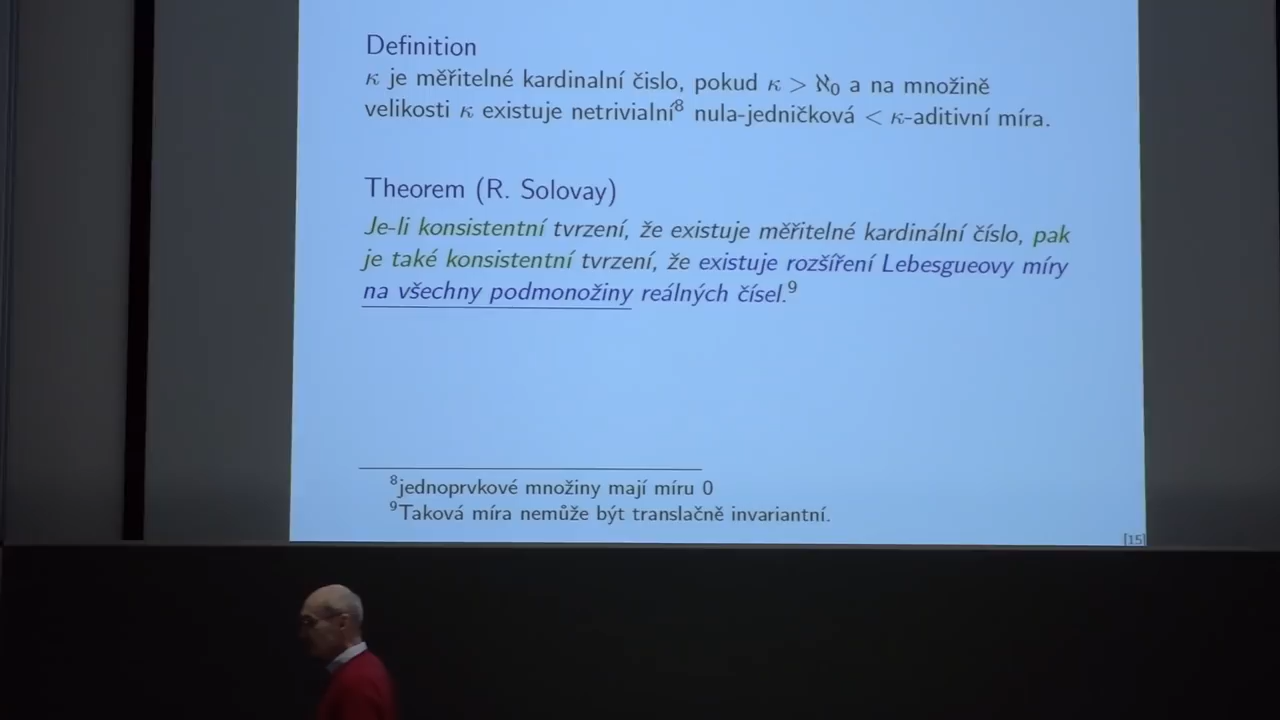 Definition
κ je měřitelné kardinalní čislo, pokud κ > ℵ₀ a na množině
velikosti κ existuje netrivialní⁸ nula-jedničková < κ-aditivní míra.
Theorem (R. Solovay)
Je-li konsistentní tvrzení, že existuje měřitelné kardinální číslo, pak
je také konsistentní tvrzení, že existuje rozšíření Lebesgueovy míry
na všechny podmonožiny reálných čísel.⁹
⁸jednoprvkové množiny mají míru 0
⁹Taková míra nemůže být translačně invariantní.
[15]